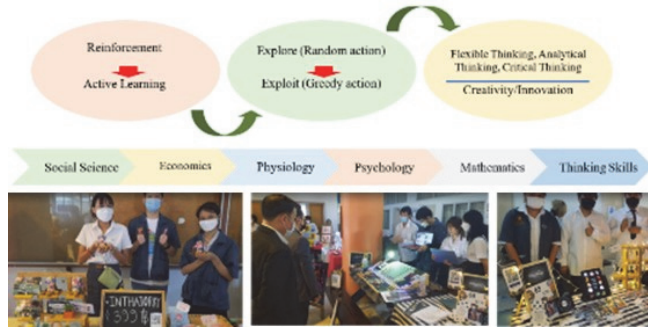 Reinforcement
Active Learning
Explore (Random action)
Exploit (Greedy action)
Flexible Thinking, Analytical
Thinking, Critical Thinking
Creativity/Innovation
Social Science
Economics
Physiology
Psychology
Mathematics
Thinking Skills
399